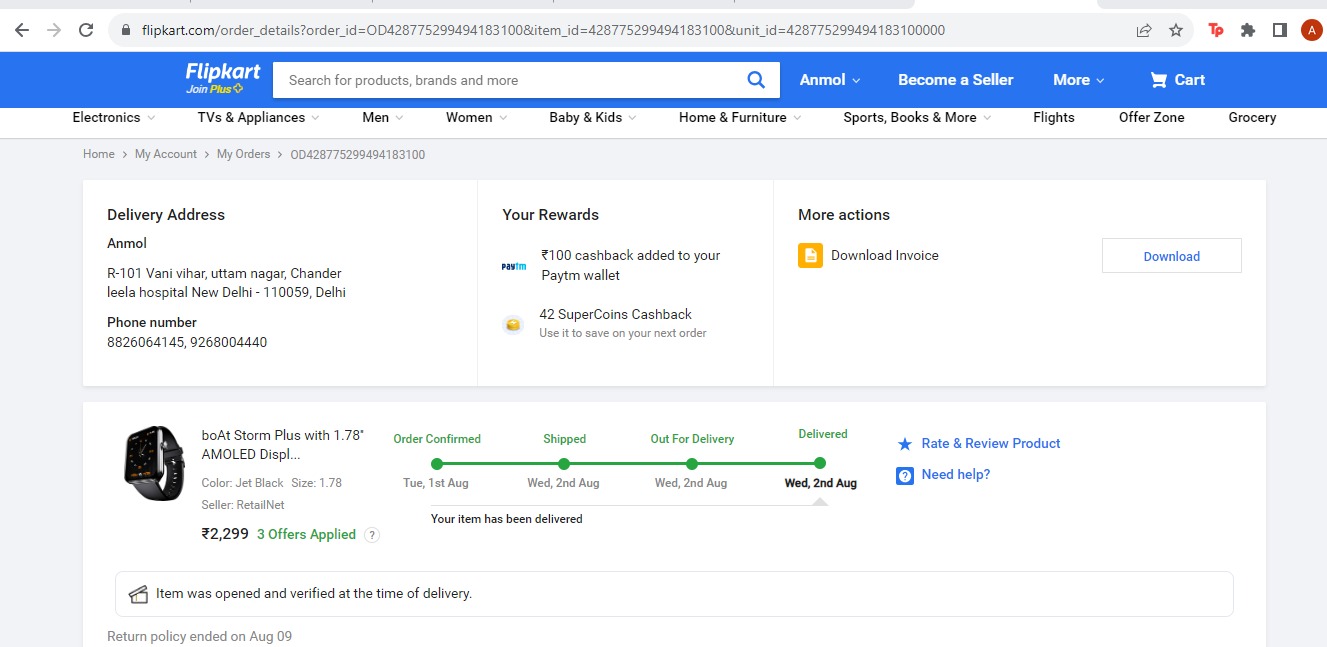 flipkart.com/order_details?order_id=OD428775299494183100&item_id=428775299494183100&unit_id=428775299494183100000
Tp
A
Flipkart
Join Plus
Search for products, brands and more
Anmol
Become a Seller
More
Cart
Electronics
TVs & Appliances
Men
Women
Baby & Kids
Home & Furniture
Sports, Books & More
Flights
Offer Zone
Grocery
Home > My Account > My Orders > OD428775299494183100
Delivery Address
Anmol
R-101 Vani vihar, uttam nagar, Chander
leela hospital New Delhi - 110059, Delhi
Phone number
8826064145, 9268004440
Your Rewards
paytm
₹100 cashback added to your
Paytm wallet
42 SuperCoins Cashback
Use it to save on your next order
More actions
Download Invoice
Download
boAt Storm Plus with 1.78"
AMOLED Displ...
Color: Jet Black Size: 1.78
Seller: RetailNet
₹2,299 3 Offers Applied ?
Order Confirmed
Shipped
Out For Delivery
Delivered
Tue, 1st Aug
Wed, 2nd Aug
Wed, 2nd Aug
Wed, 2nd Aug
Your item has been delivered
Rate & Review Product
? Need help?
Item was opened and verified at the time of delivery.
Return policy ended on Aug 09